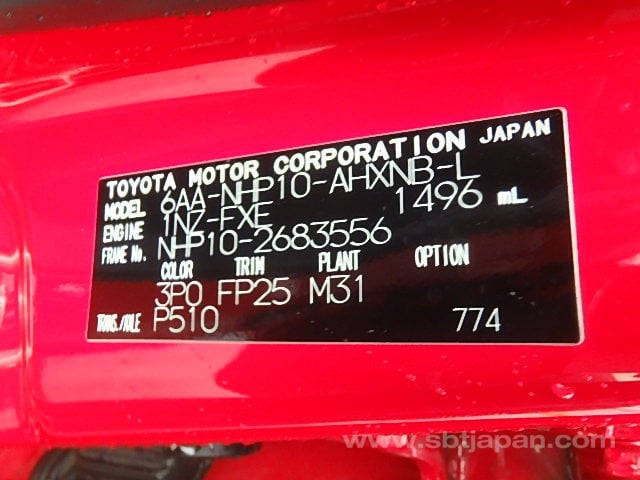 TOYOTA MOTOR CORPORATION JAPAN
MODEL 6AA-NHP10-AHXNB-L
ENGINE 1NZ-FXE 1496 mL
FRAME No. NHP10-2683556
COLOR TRIM PLANT OPTION
3P0 FP25 M31
TRANS./AXLE P510 774
www.sbtjapan.com